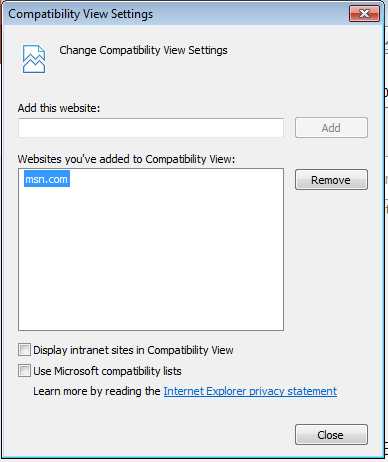 Compatibility View Settings
Change Compatibility View Settings
Add this website:
Add
Websites you've added to Compatibility View:
msn.com
Remove
Display intranet sites in Compatibility View
Use Microsoft compatibility lists
Learn more by reading the Internet Explorer privacy statement
Close